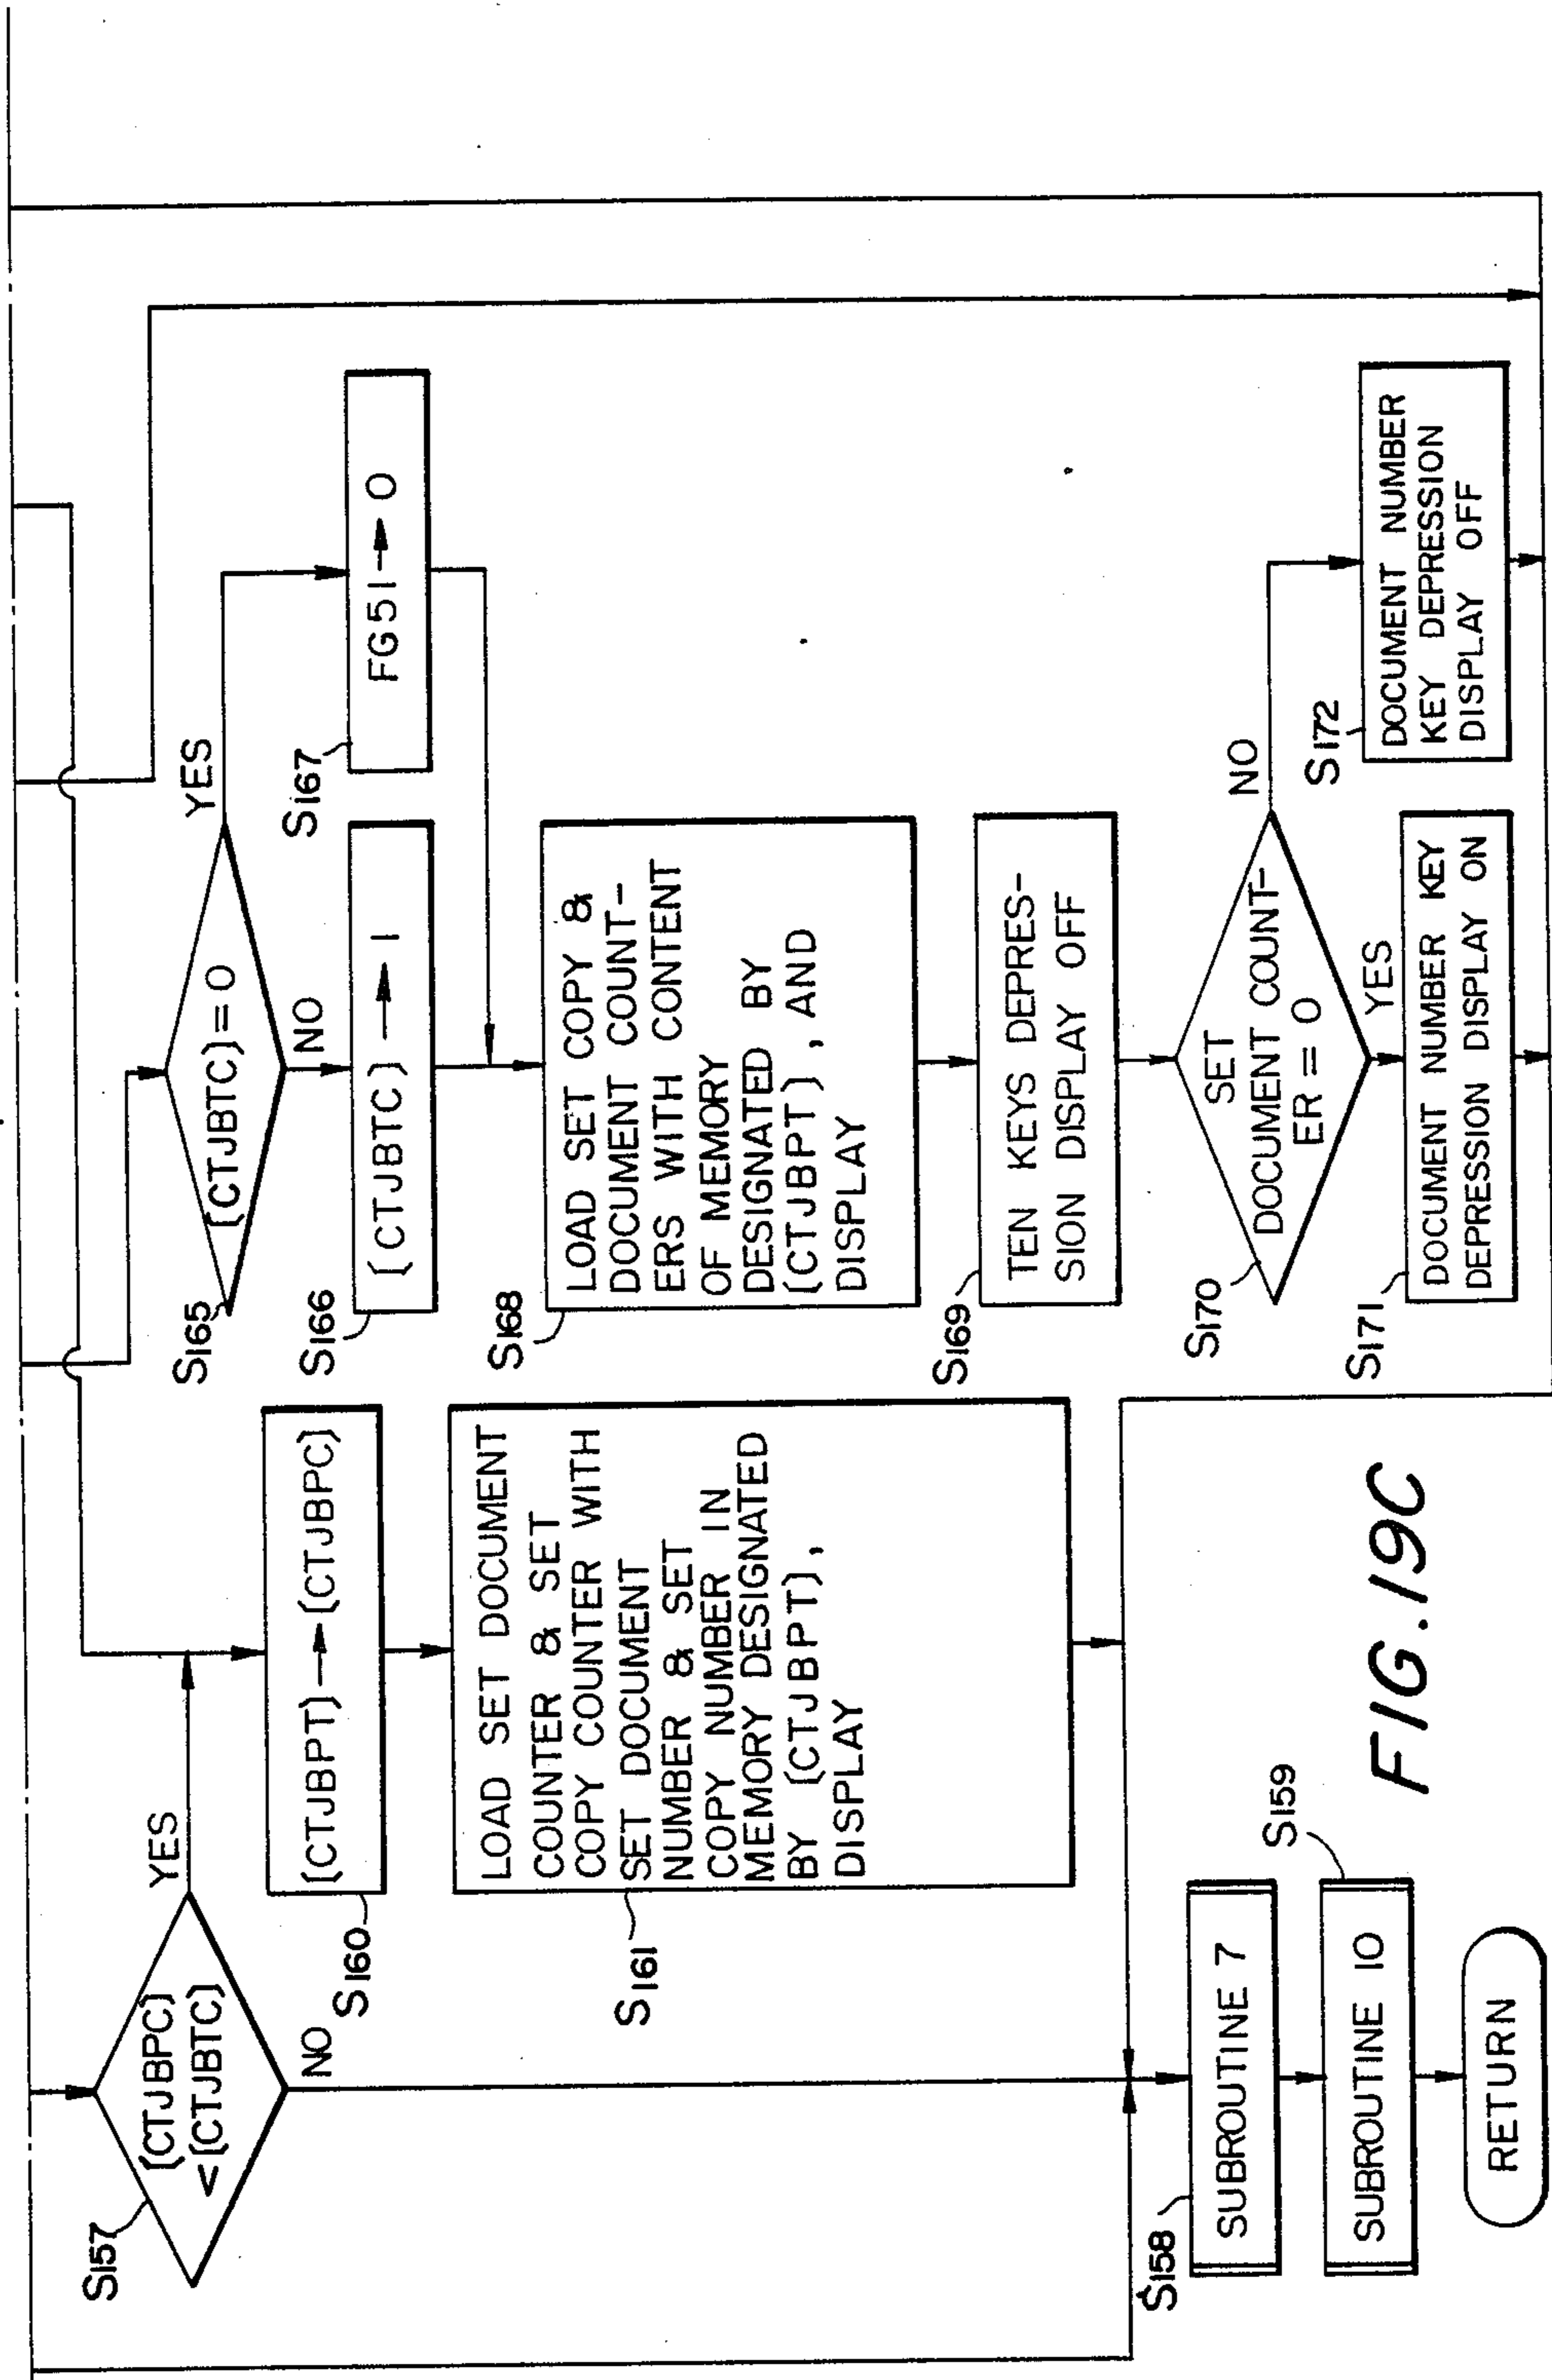 S157
(CTJBPC)
<(CTJBTC)
YES
NO
S160
(CTJBPT)→(CTJBPC)
S161
LOAD SET DOCUMENT
COUNTER & SET
COPY COUNTER WITH
SET DOCUMENT
NUMBER & SET
COPY NUMBER IN
MEMORY DESIGNATED
BY (CTJBPT),
DISPLAY
S158
SUBROUTINE 7
S159
SUBROUTINE 10
RETURN
S165
(CTJBTC)=0
YES
NO
S166
(CTJBTC)→1
S167
FG51→0
S168
LOAD SET COPY &
DOCUMENT COUNT-
ERS WITH CONTENT
OF MEMORY
DESIGNATED BY
(CTJBPT), AND
DISPLAY
S169
TEN KEYS DEPRES-
SION DISPLAY OFF
S170
SET
DOCUMENT COUNT-
ER = 0
NO
YES
S171
DOCUMENT NUMBER KEY
DEPRESSION DISPLAY ON
S172
DOCUMENT NUMBER
KEY DEPRESSION
DISPLAY OFF
FIG.19C